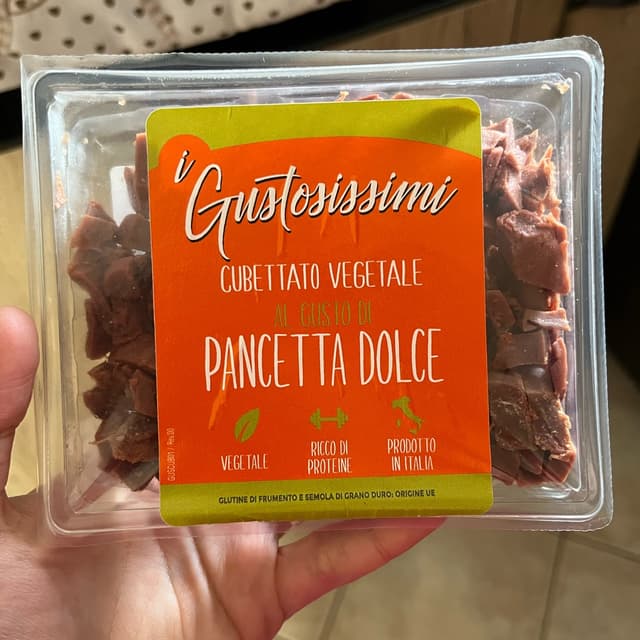 i Gustosissimi
CUBETTATO VEGETALE
AL GUSTO DI
PANCETTA DOLCE
VEGETALE
RICCO DI
PROTEINE
PRODOTTO
IN ITALIA
GLUTINE DI FRUMENTO E SEMOLA DI GRANO DURO: ORIGINE UE